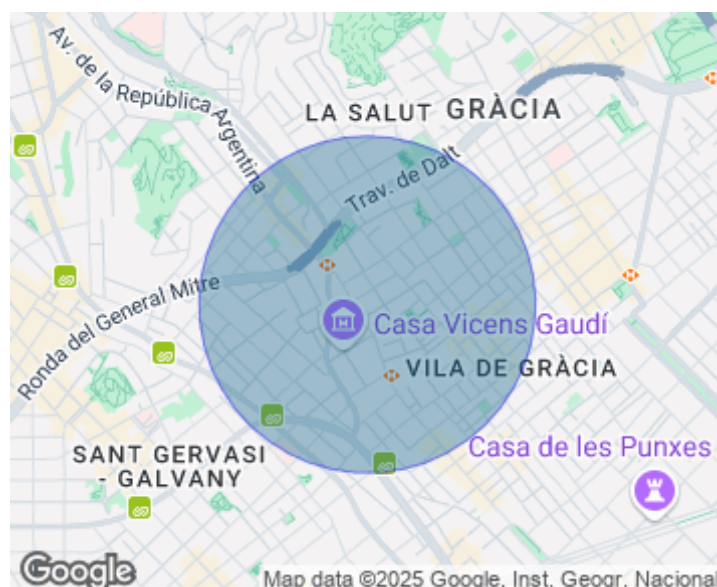 Av. de la República Argentina
LA SALUT
GRÀCIA
Trav. de Dalt
Ronda del General Mitre
Casa Vicens Gaudí
VILA DE GRÀCIA
SANT GERVASI
- GALVANY
Casa de les Punxes
Google
Map data ©2025 Google, Inst. Geogr. Nacional